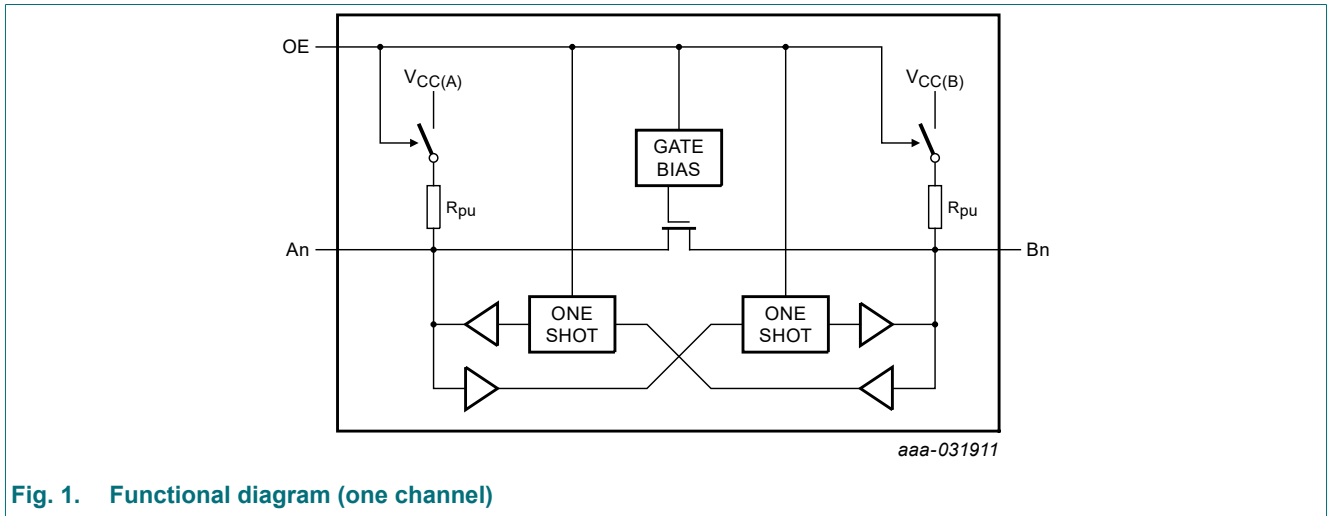 OE
VCC(A)
VCC(B)
GATE
BIAS
Rpu
Rpu
An
Bn
ONE
SHOT
ONE
SHOT
aaa-031911
Fig. 1. Functional diagram (one channel)